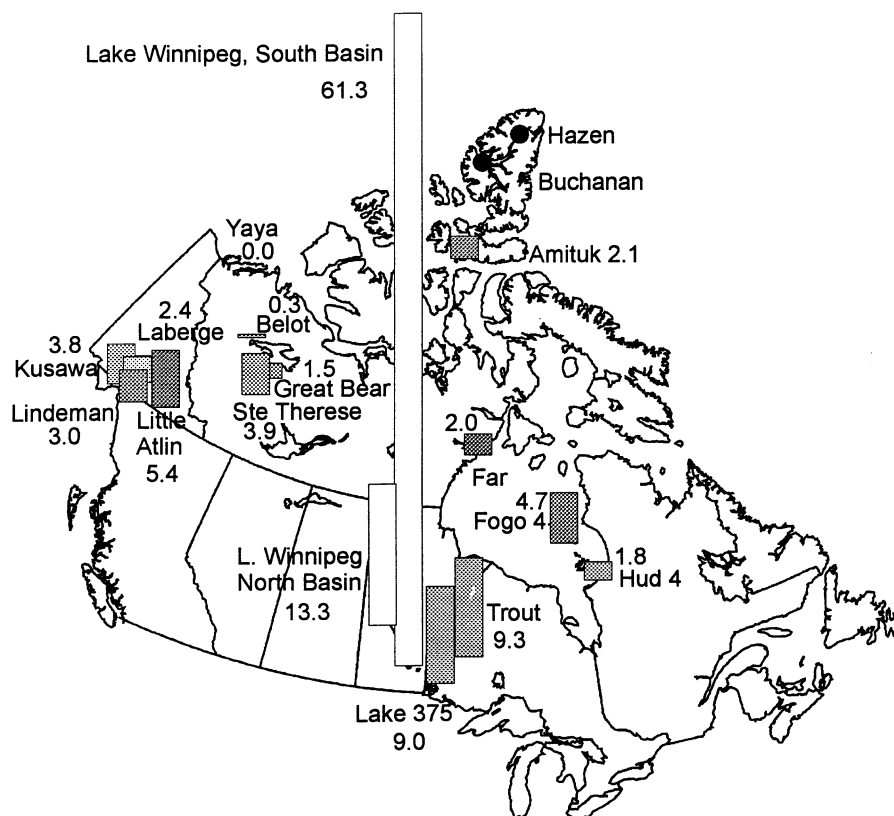 Lake Winnipeg, South Basin
61.3
Hazen
Buchanan
Yaya
0.0
Amituk 2.1
2.4
Laberge
0.3
Belot
3.8
Kusawa
1.5
Great Bear
Lindeman
3.0
Little
Atlin
5.4
Ste Therese
3.9
2.0
Far
4.7
Fogo 4
L. Winnipeg
North Basin
13.3
1.8
Hud 4
Trout
9.3
Lake 375
9.0